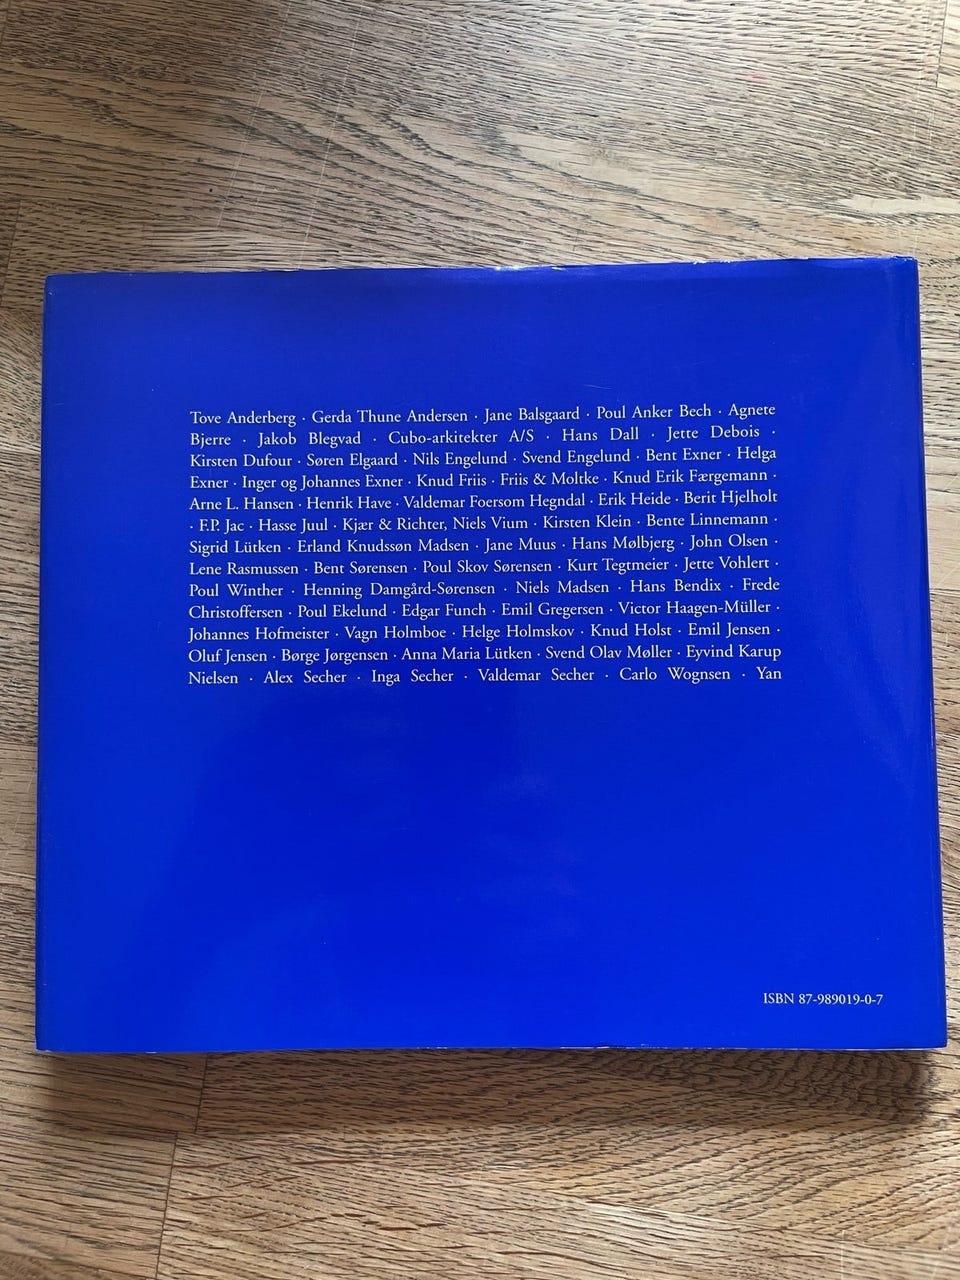 Tove Anderberg · Gerda Thune Andersen · Jane Balsgaard · Poul Anker Bech · Agnete
Bjerre · Jakob Blegvad · Cubo-arkitekter A/S · Hans Dall · Jette Debois ·
Kirsten Dufour · Søren Elgaard · Nils Engelund · Svend Engelund · Bent Exner · Helga
Exner · Inger og Johannes Exner · Knud Friis · Friis & Moltke · Knud Erik Færgemann ·
Arne L. Hansen · Henrik Have · Valdemar Foersom Hegndal · Erik Heide · Berit Hjelholt
· F.P. Jac · Hasse Juul · Kjær & Richter, Niels Vium · Kirsten Klein · Bente Linnemann ·
Sigrid Lütken · Erland Knudssøn Madsen · Jane Muus · Hans Mølbjerg · John Olsen ·
Lene Rasmussen · Bent Sørensen · Poul Skov Sørensen · Kurt Tegtmeier · Jette Vohlert ·
Poul Winther · Henning Damgård-Sørensen · Niels Madsen · Hans Bendix · Frede
Christoffersen · Poul Ekelund · Edgar Funch · Emil Gregersen · Victor Haagen-Müller ·
Johannes Hofmeister · Vagn Holmboe · Helge Holmskov · Knud Holst · Emil Jensen ·
Oluf Jensen · Børge Jørgensen · Anna Maria Lütken · Svend Olav Møller · Eyvind Karup
Nielsen · Alex Secher · Inga Secher · Valdemar Secher · Carlo Wognsen · Yan
ISBN 87-989019-0-7